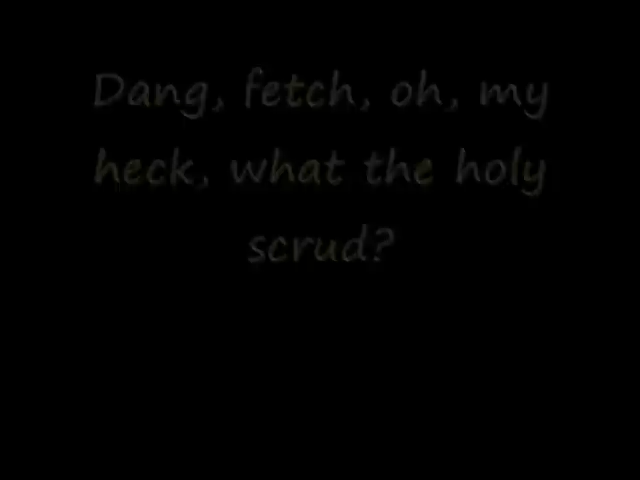 Dang, fetch, oh, my
heck, what the holy
scrud?